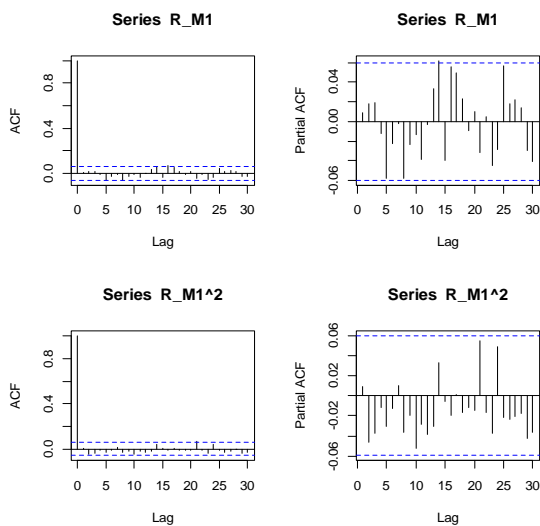 Series R_M1
ACF
0.0 0.4 0.8
0 5 10 15 20 25 30
Lag
Series R_M1
Partial ACF
-0.06 0.00 0.04
0 5 10 15 20 25 30
Lag
Series R_M1^2
ACF
0.0 0.4 0.8
0 5 10 15 20 25 30
Lag
Series R_M1^2
Partial ACF
-0.06 -0.02 0.02 0.06
0 5 10 15 20 25 30
Lag